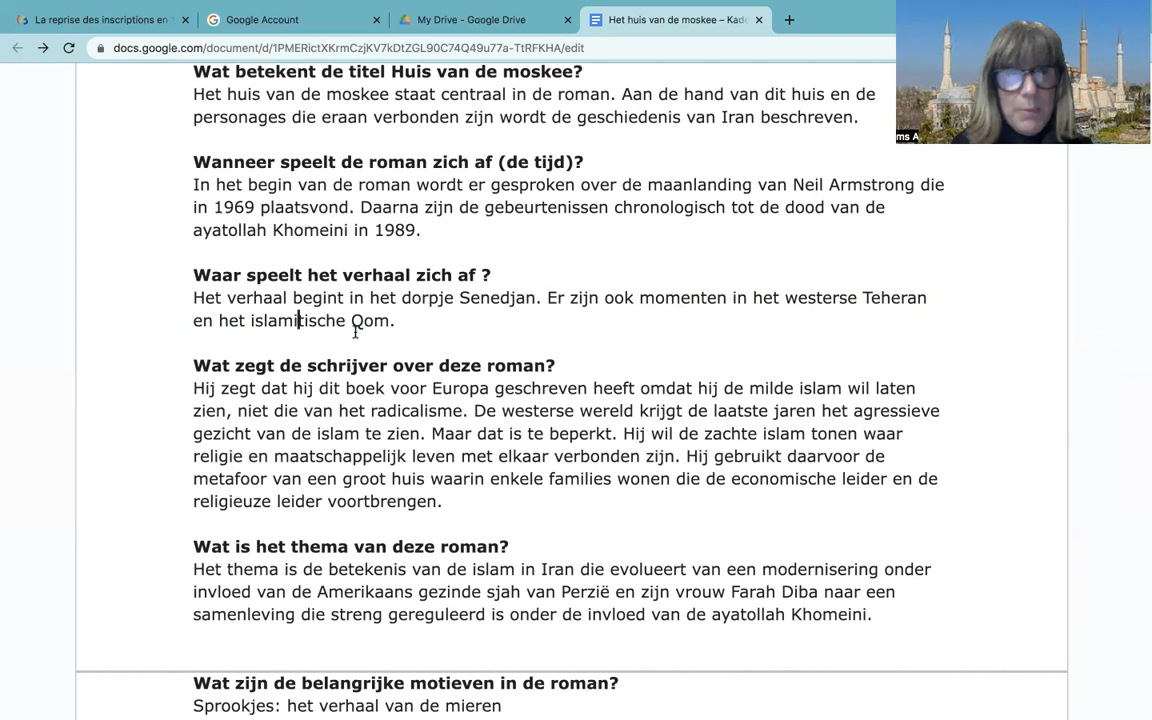 La reprise des inscriptions en
Google Account
My Drive - Google Drive
Het huis van de moskee – Kad
docs.google.com/document/d/1PMERictXKrmCzjKV7kDtZGL90C74Q49u77a-TtRFKHA/edit
ms A
Wat betekent de titel Huis van de moskee?
Het huis van de moskee staat centraal in de roman. Aan de hand van dit huis en de
personages die eraan verbonden zijn wordt de geschiedenis van Iran beschreven.
Wanneer speelt de roman zich af (de tijd)?
In het begin van de roman wordt er gesproken over de maanlanding van Neil Armstrong die
in 1969 plaatsvond. Daarna zijn de gebeurtenissen chronologisch tot de dood van de
ayatollah Khomeini in 1989.
Waar speelt het verhaal zich af ?
Het verhaal begint in het dorpje Senedjan. Er zijn ook momenten in het westerse Teheran
en het islamitische Qom.
Wat zegt de schrijver over deze roman?
Hij zegt dat hij dit boek voor Europa geschreven heeft omdat hij de milde islam wil laten
zien, niet die van het radicalisme. De westerse wereld krijgt de laatste jaren het agressieve
gezicht van de islam te zien. Maar dat is te beperkt. Hij wil de zachte islam tonen waar
religie en maatschappelijk leven met elkaar verbonden zijn. Hij gebruikt daarvoor de
metafoor van een groot huis waarin enkele families wonen die de economische leider en de
religieuze leider voortbrengen.
Wat is het thema van deze roman?
Het thema is de betekenis van de islam in Iran die evolueert van een modernisering onder
invloed van de Amerikaans gezinde sjah van Perzië en zijn vrouw Farah Diba naar een
samenleving die streng gereguleerd is onder de invloed van de ayatollah Khomeini.
Wat zijn de belangrijke motieven in de roman?
Sprookjes: het verhaal van de mieren